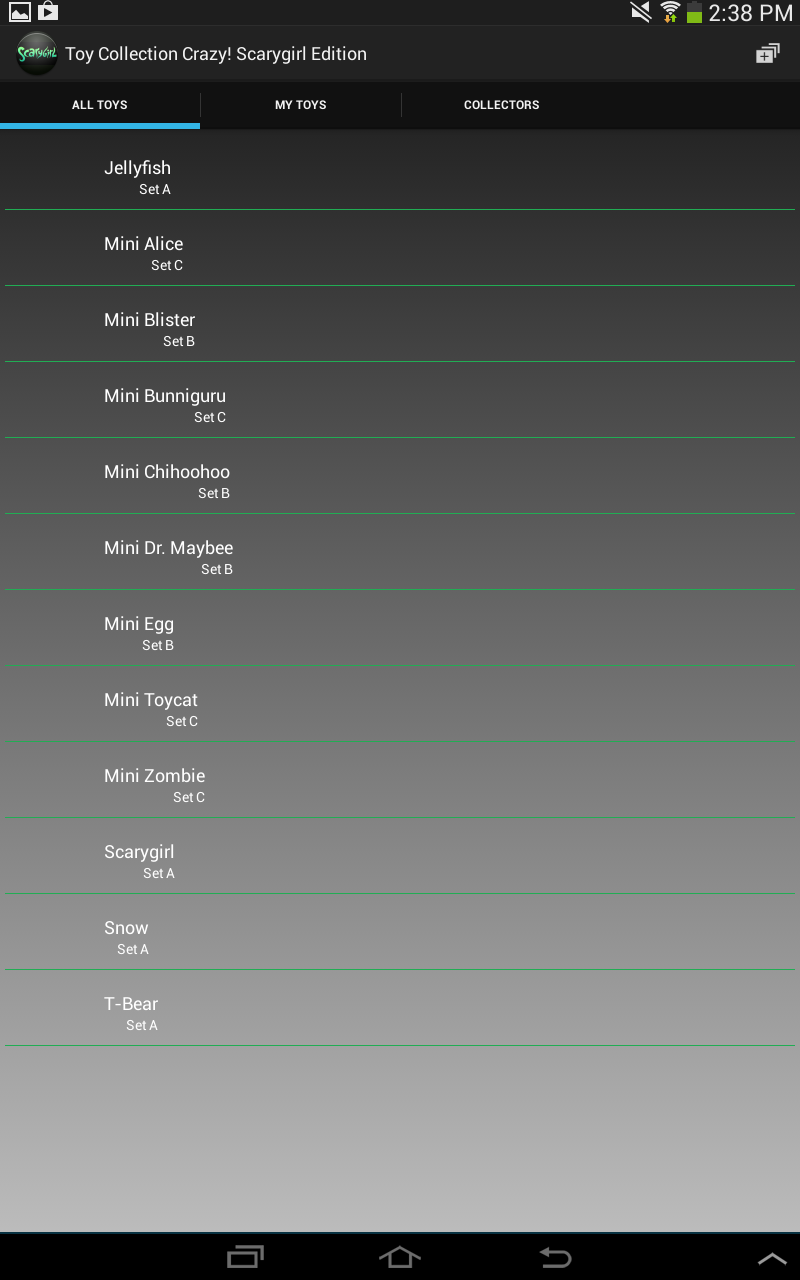 2:38 PM
Scarygirl
Toy Collection Crazy! Scarygirl Edition
ALL TOYS
MY TOYS
COLLECTORS
Jellyfish
Set A
Mini Alice
Set C
Mini Blister
Set B
Mini Bunniguru
Set C
Mini Chihoohoo
Set B
Mini Dr. Maybee
Set B
Mini Egg
Set B
Mini Toycat
Set C
Mini Zombie
Set C
Scarygirl
Set A
Snow
Set A
T-Bear
Set A